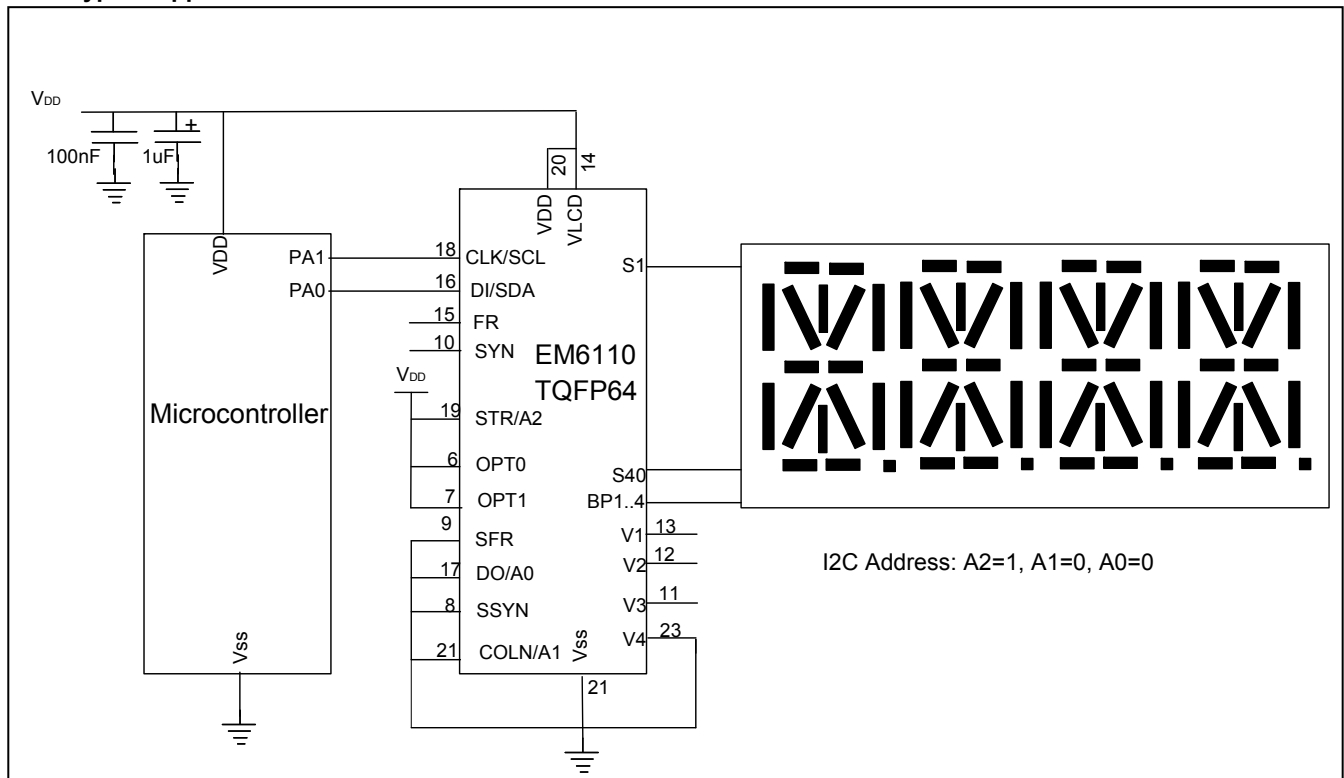 VDD
100nF
1uF
+
20
14
VDD
VLCD
VDD
PA1
18
CLK/SCL
S1
PA0
16
DI/SDA
15
FR
10
SYN
EM6110
TQFP64
VDD
Microcontroller
19
STR/A2
6
OPT0
S40
7
OPT1
BP1..4
9
SFR
V1
13
17
DO/A0
V2
12
I2C Address: A2=1, A1=0, A0=0
8
SSYN
V3
11
V4
23
21
COLN/A1
Vss
Vss
21